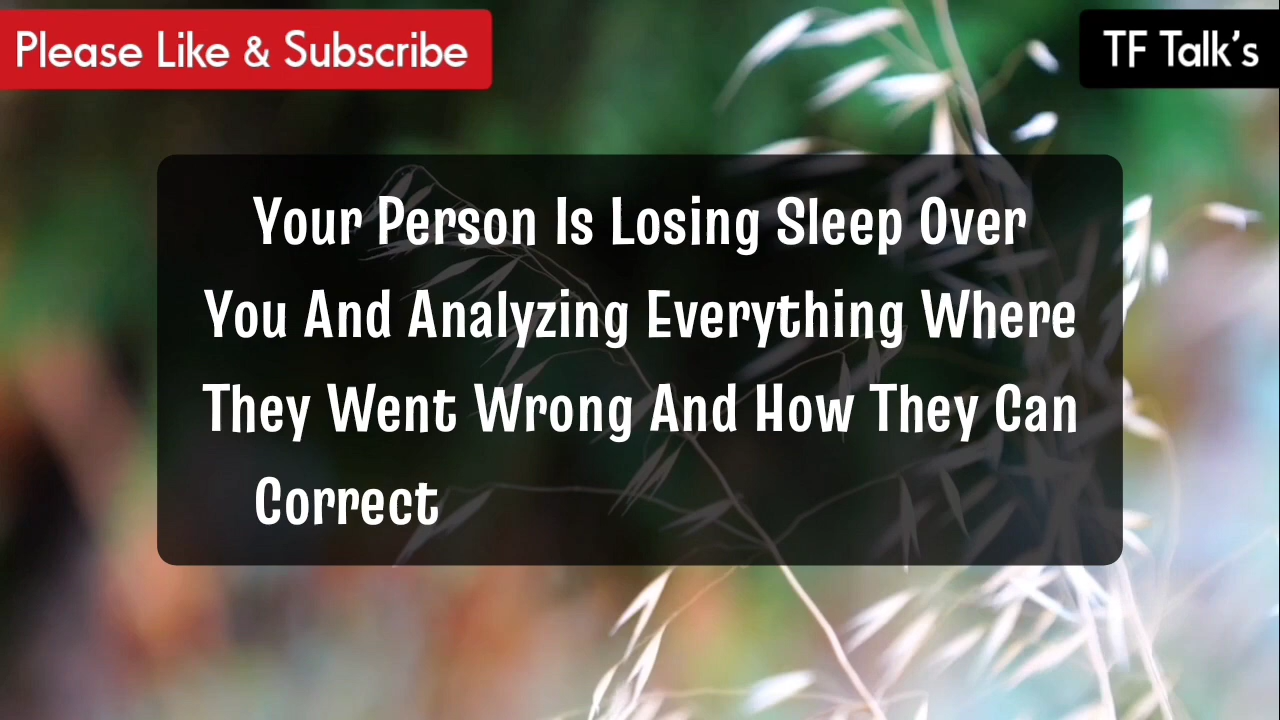 Please Like & Subscribe
TF Talk's
Your Person Is Losing Sleep Over
You And Analyzing Everything Where
They Went Wrong And How They Can
Correct